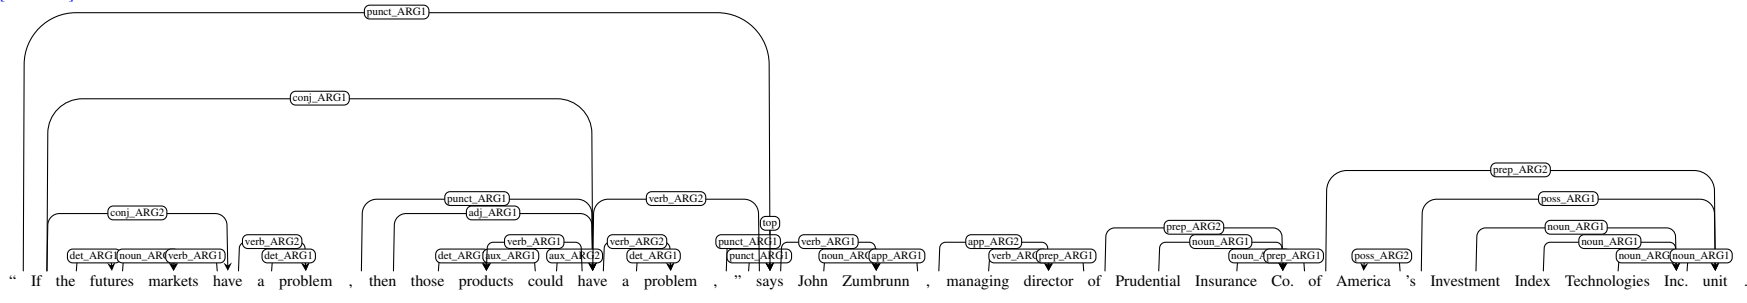 punct_ARG1
conj_ARG1
prep_ARG2
punct_ARG1 verb_ARG2 poss_ARG1
conj_ARG2 adj_ARG1 top prep_ARG2 noun_ARG1
verb_ARG2 verb_ARG1 verb_ARG2 punct_ARG1 verb_ARG1 app_ARG2 noun_ARG1 noun_ARG1
det_ARG1 verb_ARG1 det_ARG1 aux_ARG1 aux_ARG2 det_ARG1 punct_ARG1 app_ARG1 prep_ARG1 prep_ARG1 poss_ARG2 noun_ARG1
“ If the futures markets have a problem , then those products could have a problem , ” says John Zumbrunn , managing director of Prudential Insurance Co. of America ’s Investment Index Technologies Inc. unit .